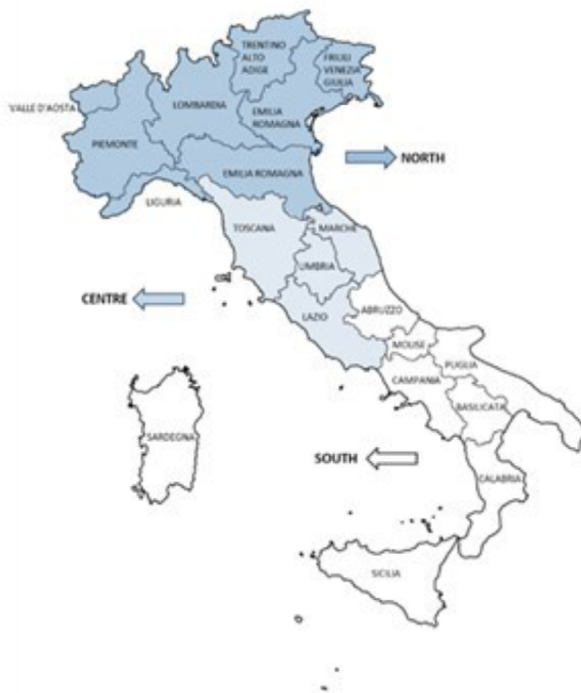 TRENTINO
ALTO
ADIGE
FRIULI
VENEZIA
GIULIA
VALLE D'AOSTA
LOMBARDIA
EMILIA
ROMAGNA
PIEMONTE
NORTH
EMILIA ROMAGNA
LIGURIA
TOSCANA
MARCHE
UMBRIA
CENTRE
LAZIO
ABRUZZO
MOLISE
PUGLIA
CAMPANIA
BASILICATA
SARDEGNA
SOUTH
CALABRIA
SICILIA